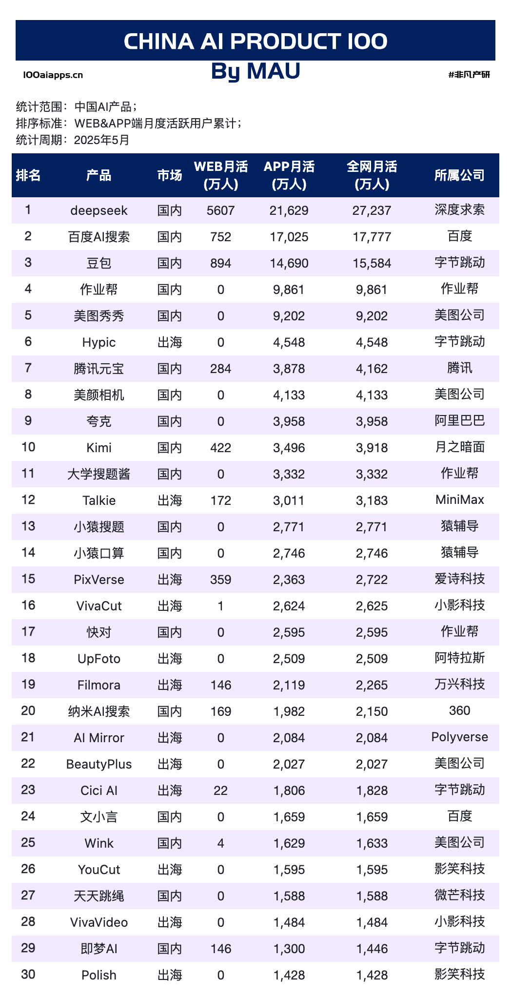 CHINA AI PRODUCT 100
By MAU
100aiapps.cn
#非凡产研
统计范围：中国AI产品；
排序标准：WEB&APP端月度活跃用户累计；
统计周期：2025年5月
排名 产品 市场 WEB月活(万人) APP月活(万人) 全网月活(万人) 所属公司
1 deepseek 国内 5607 21,629 27,237 深度求索
2 百度AI搜索 国内 752 17,025 17,777 百度
3 豆包 国内 894 14,690 15,584 字节跳动
4 作业帮 国内 0 9,861 9,861 作业帮
5 美图秀秀 国内 0 9,202 9,202 美图公司
6 Hypic 出海 0 4,548 4,548 字节跳动
7 腾讯元宝 国内 284 3,878 4,162 腾讯
8 美颜相机 国内 0 4,133 4,133 美图公司
9 夸克 国内 0 3,958 3,958 阿里巴巴
10 Kimi 国内 422 3,496 3,918 月之暗面
11 大学搜题酱 国内 0 3,332 3,332 作业帮
12 Talkie 出海 172 3,011 3,183 MiniMax
13 小猿搜题 国内 0 2,771 2,771 猿辅导
14 小猿口算 国内 0 2,746 2,746 猿辅导
15 PixVerse 出海 359 2,363 2,722 爱诗科技
16 VivaCut 出海 1 2,624 2,625 小影科技
17 快对 国内 0 2,595 2,595 作业帮
18 UpFoto 出海 0 2,509 2,509 阿特拉斯
19 Filmora 出海 146 2,119 2,265 万兴科技
20 纳米AI搜索 国内 169 1,982 2,150 360
21 AI Mirror 出海 0 2,084 2,084 Polyverse
22 BeautyPlus 出海 0 2,027 2,027 美图公司
23 Cici AI 出海 22 1,806 1,828 字节跳动
24 文小言 国内 0 1,659 1,659 百度
25 Wink 国内 4 1,629 1,633 美图公司
26 YouCut 出海 0 1,595 1,595 影笑科技
27 天天跳绳 国内 0 1,588 1,588 微芒科技
28 VivaVideo 出海 0 1,484 1,484 小影科技
29 即梦AI 国内 146 1,300 1,446 字节跳动
30 Polish 出海 0 1,428 1,428 影笑科技